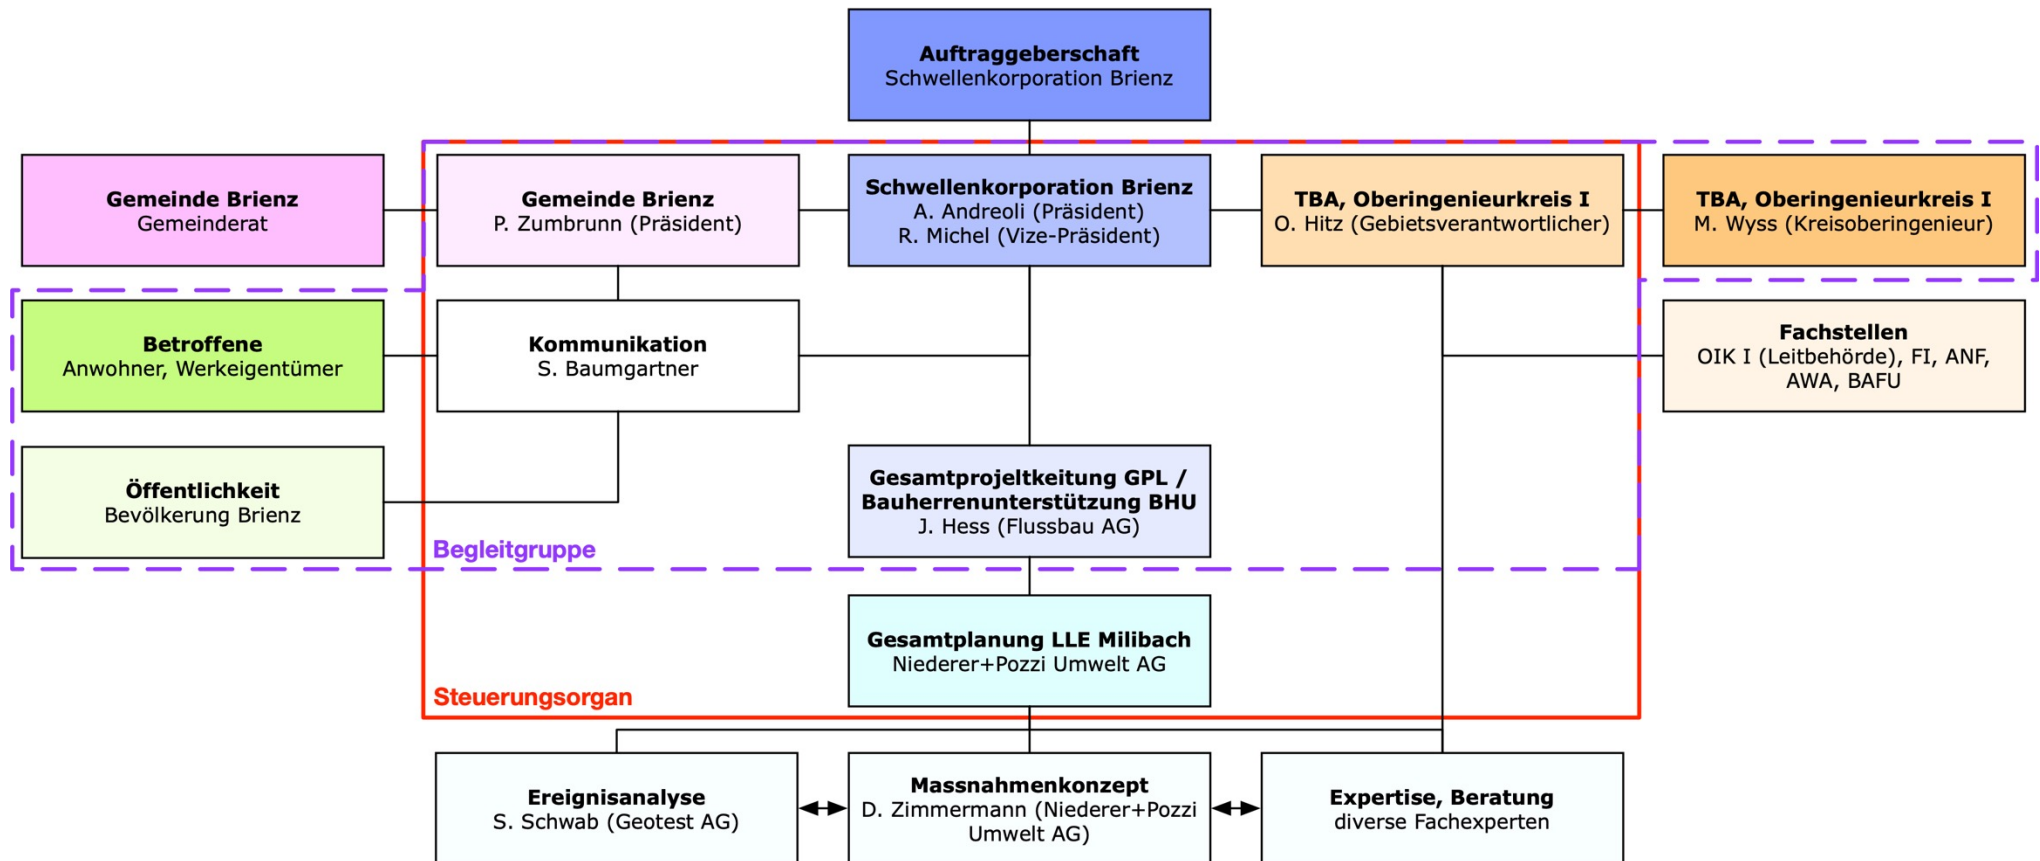 Auftraggeberschaft
Schwellenkorporation Brienz
Gemeinde Brienz
Gemeinderat
Gemeinde Brienz
P. Zumbrunn (Präsident)
Schwellenkorporation Brienz
A. Andreoli (Präsident)
R. Michel (Vize-Präsident)
TBA, Oberingenieurkreis I
O. Hitz (Gebietsverantwortlicher)
TBA, Oberingenieurkreis I
M. Wyss (Kreisoberingenieur)
Betroffene
Anwohner, Werkeigentümer
Kommunikation
S. Baumgartner
Fachstellen
OIK I (Leitbehörde), FI, ANF,
AWA, BAFU
Öffentlichkeit
Bevölkerung Brienz
Gesamtprojeltkeitung GPL /
Bauherrenunterstützung BHU
J. Hess (Flussbau AG)
Begleitgruppe
Gesamtplanung LLE Milibach
Niederer+Pozzi Umwelt AG
Steuerungsorgan
Ereignisanalyse
S. Schwab (Geotest AG)
Massnahmenkonzept
D. Zimmermann (Niederer+Pozzi
Umwelt AG)
Expertise, Beratung
diverse Fachexperten